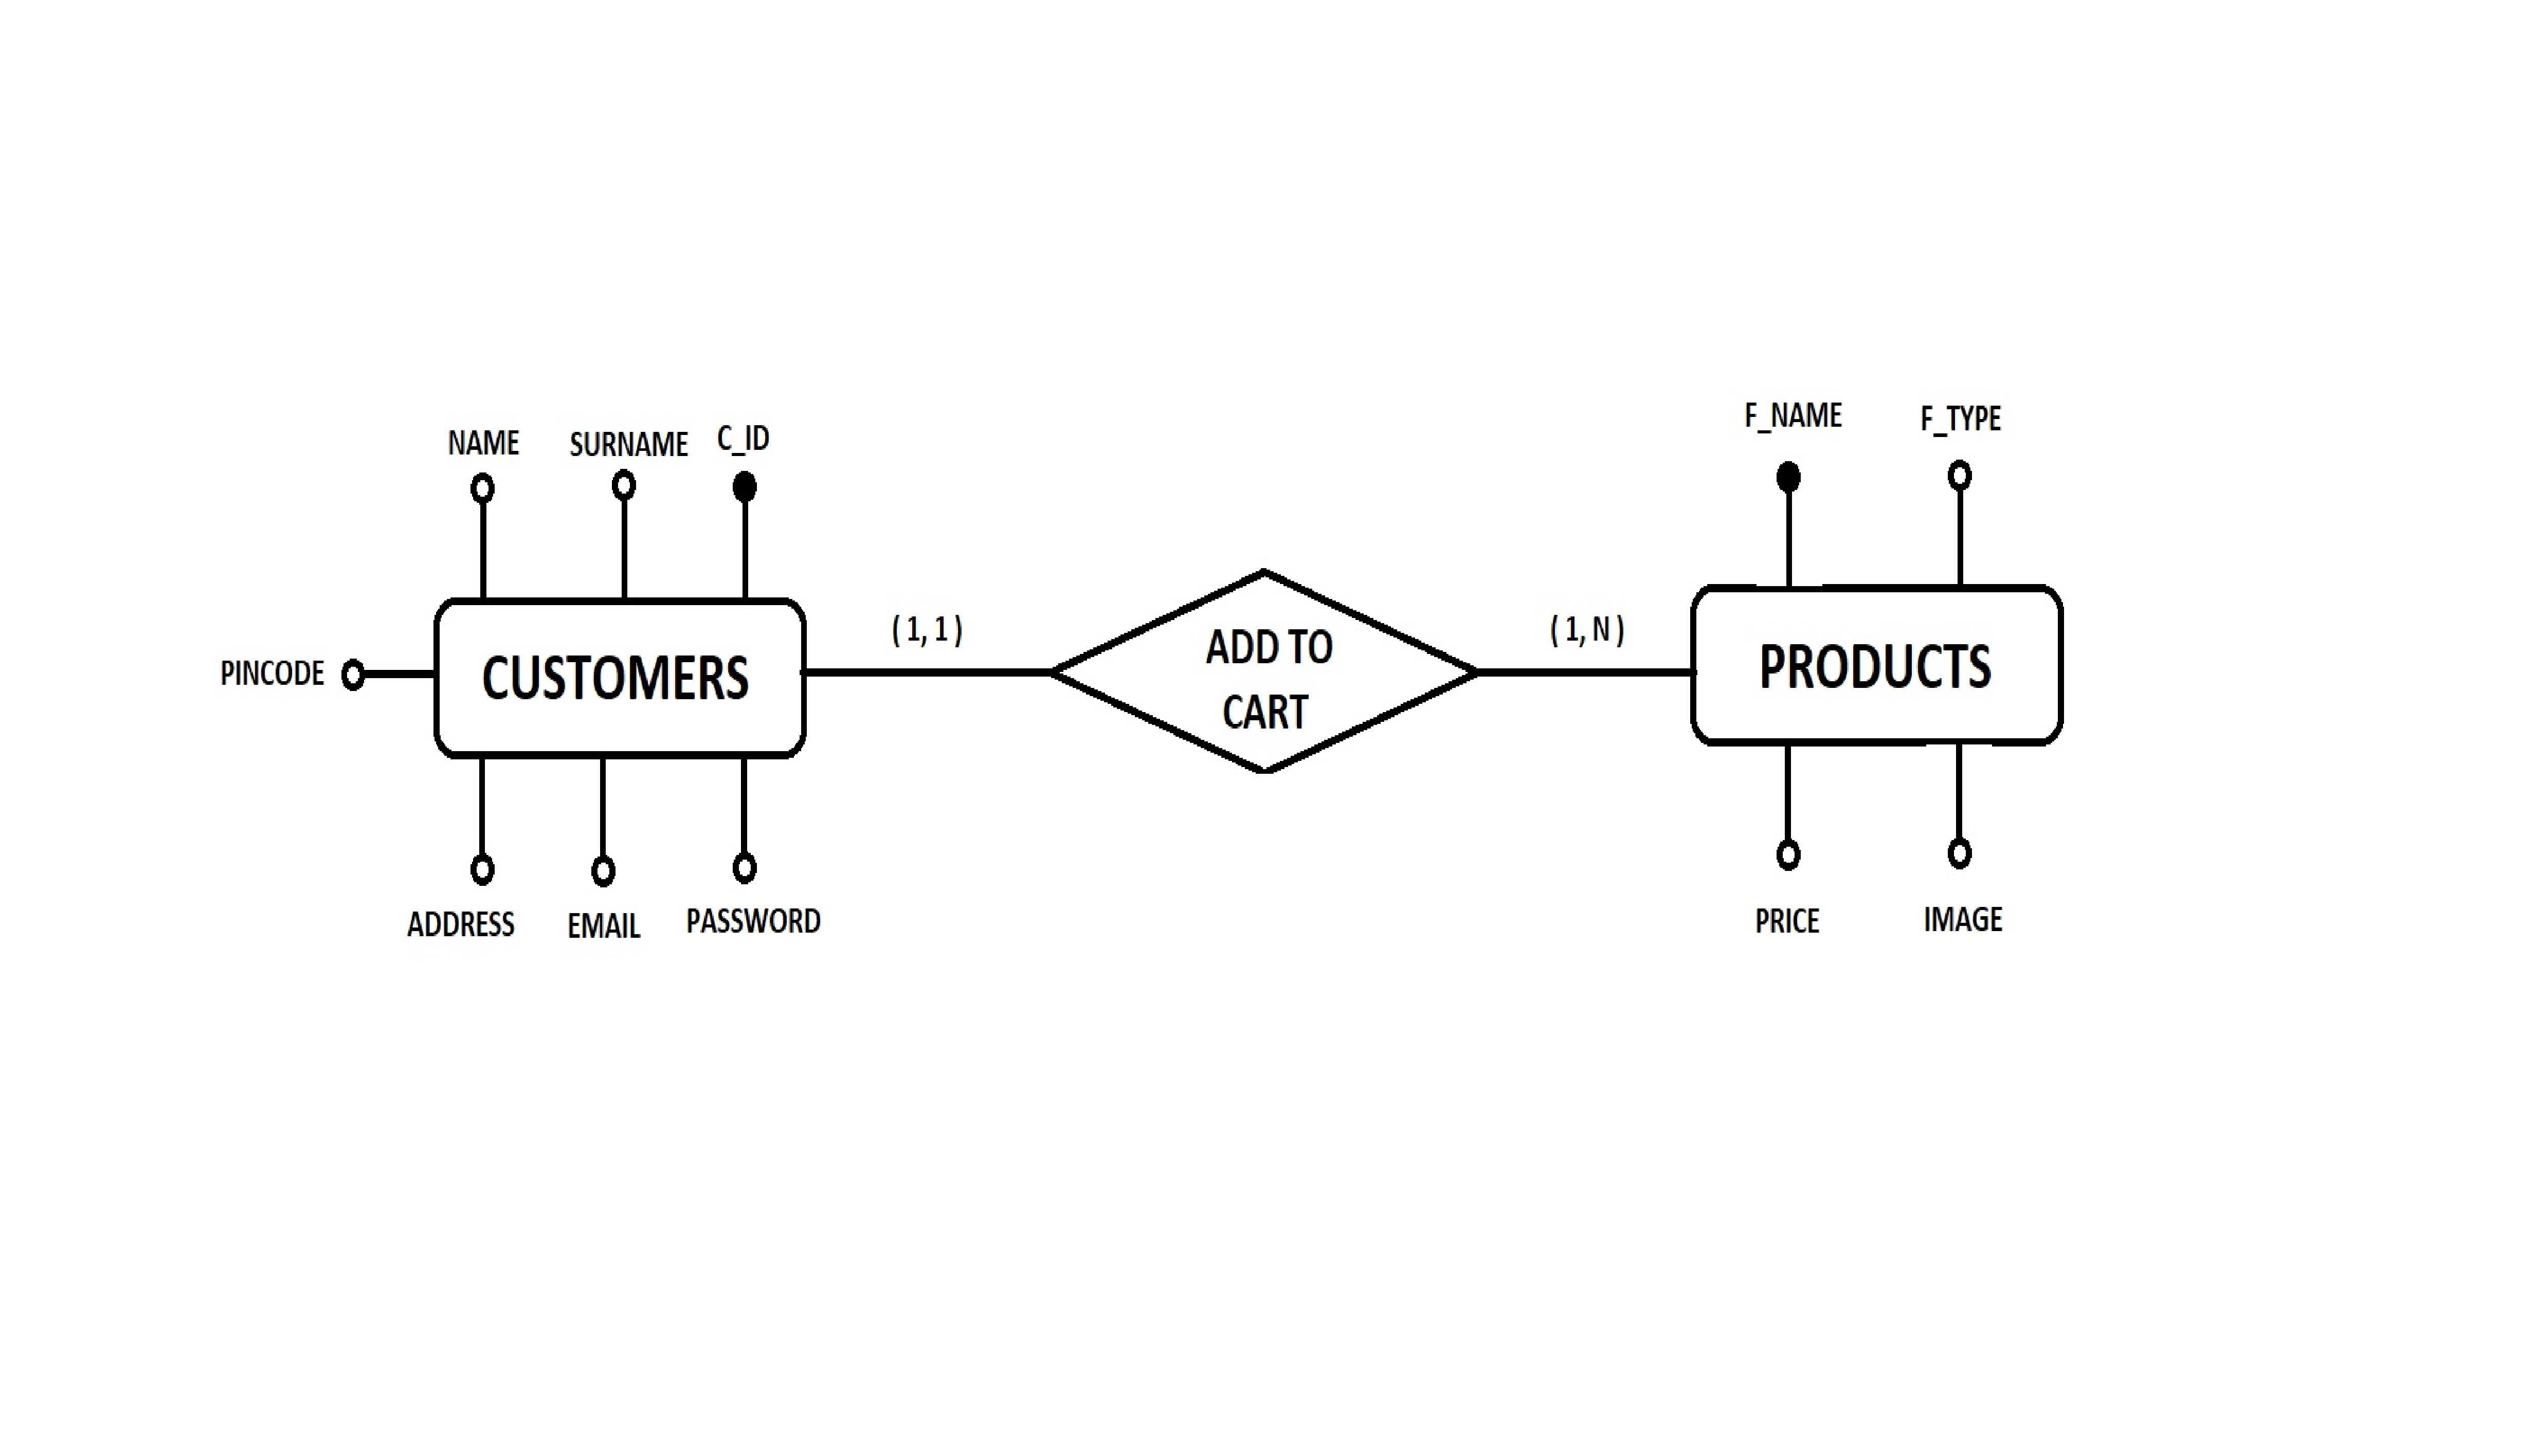 F_NAME F_TYPE
NAME SURNAME C_ID
( 1, 1 ) ( 1, N )
PINCODE CUSTOMERS ADD TO PRODUCTS
CART
ADDRESS EMAIL PASSWORD PRICE IMAGE